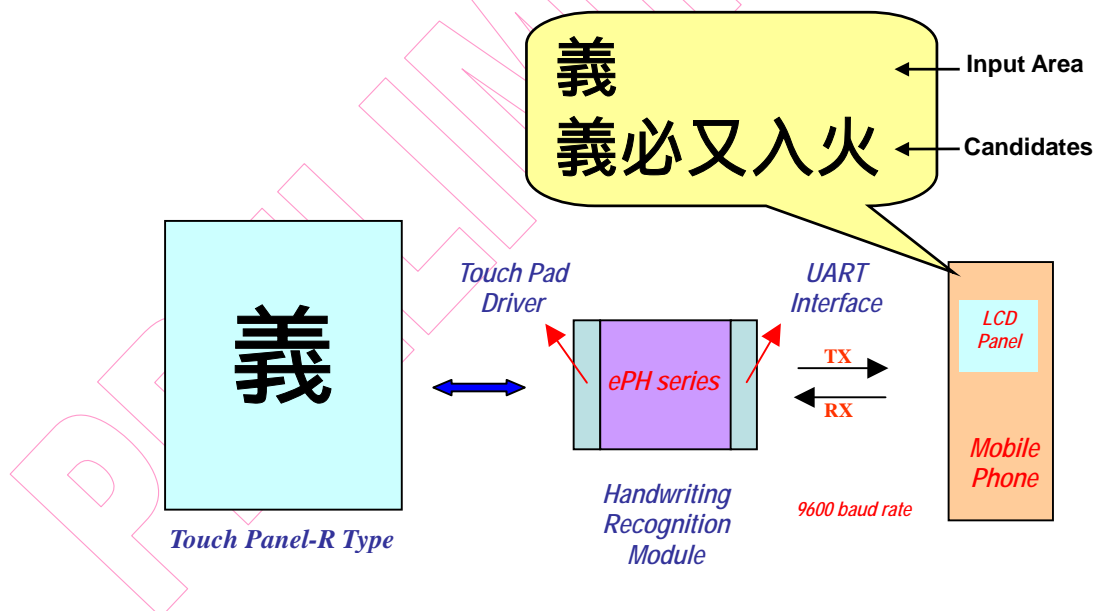 義
Input Area
義必又入火
Candidates
義
Touch Panel-R Type
Touch Pad
Driver
UART
Interface
ePH series
TX
RX
Handwriting
Recognition
Module
9600 baud rate
LCD
Panel
Mobile
Phone